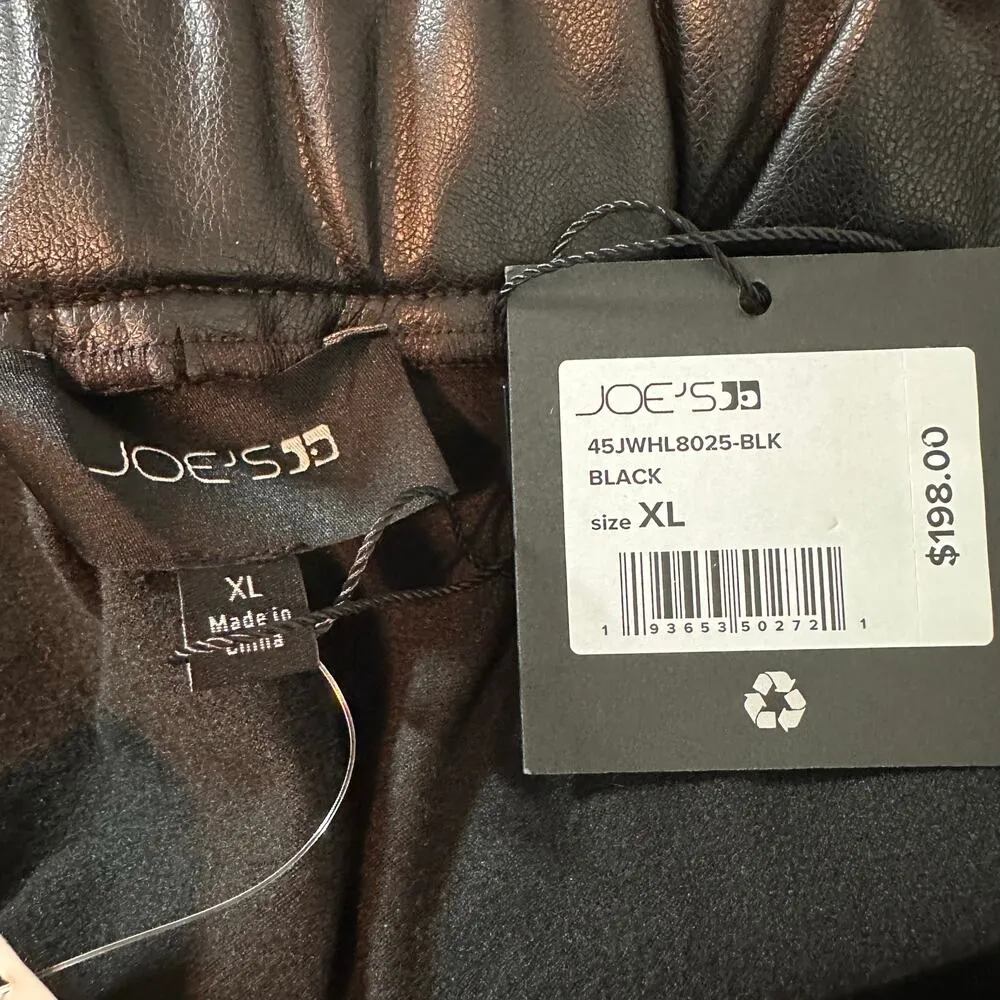 JOE'S
XL
Made in
China
JOE'S
45JWHL8025-BLK
BLACK
size XL
$198.00
1 93653 50272 1